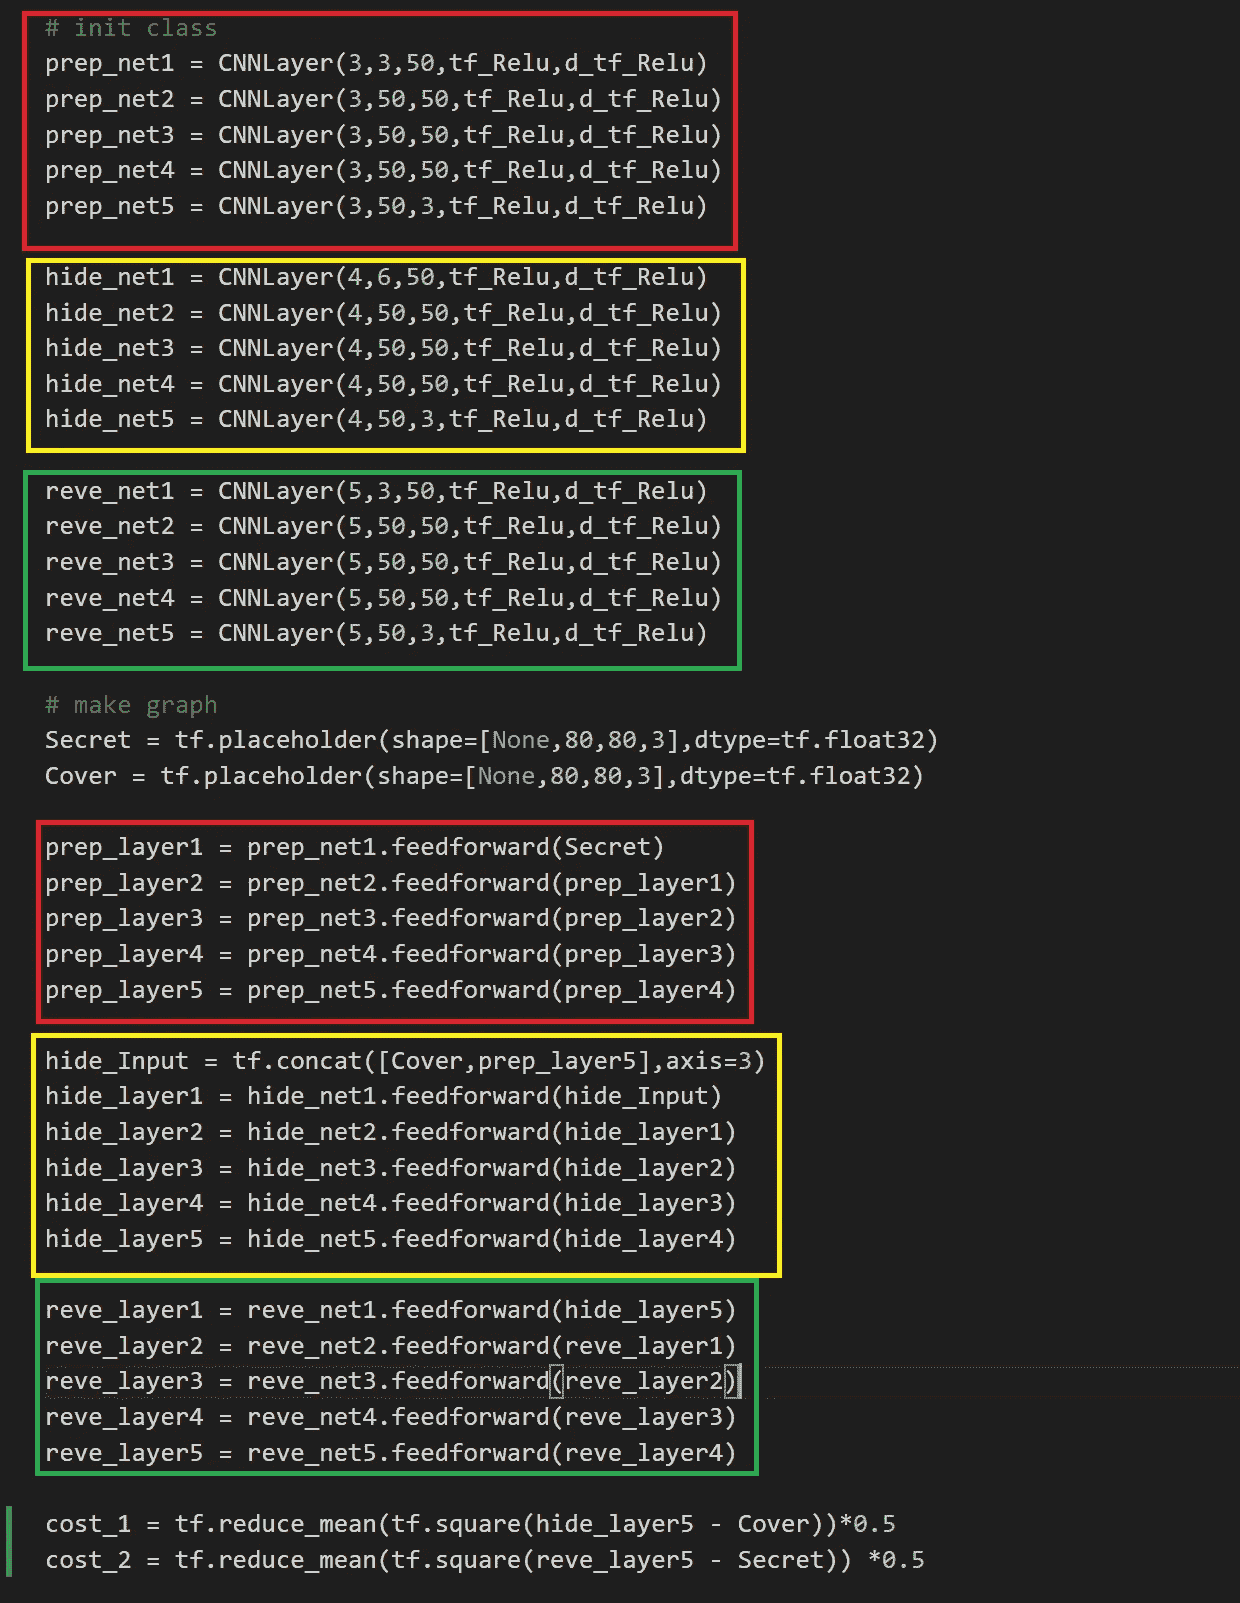 # init class
prep_net1 = CNNLayer(3,3,50,tf_Relu,d_tf_Relu)
prep_net2 = CNNLayer(3,50,50,tf_Relu,d_tf_Relu)
prep_net3 = CNNLayer(3,50,50,tf_Relu,d_tf_Relu)
prep_net4 = CNNLayer(3,50,50,tf_Relu,d_tf_Relu)
prep_net5 = CNNLayer(3,50,3,tf_Relu,d_tf_Relu)
hide_net1 = CNNLayer(4,6,50,tf_Relu,d_tf_Relu)
hide_net2 = CNNLayer(4,50,50,tf_Relu,d_tf_Relu)
hide_net3 = CNNLayer(4,50,50,tf_Relu,d_tf_Relu)
hide_net4 = CNNLayer(4,50,50,tf_Relu,d_tf_Relu)
hide_net5 = CNNLayer(4,50,3,tf_Relu,d_tf_Relu)
reve_net1 = CNNLayer(5,3,50,tf_Relu,d_tf_Relu)
reve_net2 = CNNLayer(5,50,50,tf_Relu,d_tf_Relu)
reve_net3 = CNNLayer(5,50,50,tf_Relu,d_tf_Relu)
reve_net4 = CNNLayer(5,50,50,tf_Relu,d_tf_Relu)
reve_net5 = CNNLayer(5,50,3,tf_Relu,d_tf_Relu)
# make graph
Secret = tf.placeholder(shape=[None,80,80,3],dtype=tf.float32)
Cover = tf.placeholder(shape=[None,80,80,3],dtype=tf.float32)
prep_layer1 = prep_net1.feedforward(Secret)
prep_layer2 = prep_net2.feedforward(prep_layer1)
prep_layer3 = prep_net3.feedforward(prep_layer2)
prep_layer4 = prep_net4.feedforward(prep_layer3)
prep_layer5 = prep_net5.feedforward(prep_layer4)
hide_Input = tf.concat([Cover,prep_layer5],axis=3)
hide_layer1 = hide_net1.feedforward(hide_Input)
hide_layer2 = hide_net2.feedforward(hide_layer1)
hide_layer3 = hide_net3.feedforward(hide_layer2)
hide_layer4 = hide_net4.feedforward(hide_layer3)
hide_layer5 = hide_net5.feedforward(hide_layer4)
reve_layer1 = reve_net1.feedforward(hide_layer5)
reve_layer2 = reve_net2.feedforward(reve_layer1)
reve_layer3 = reve_net3.feedforward(reve_layer2)
reve_layer4 = reve_net4.feedforward(reve_layer3)
reve_layer5 = reve_net5.feedforward(reve_layer4)
cost_1 = tf.reduce_mean(tf.square(hide_layer5 - Cover))*0.5
cost_2 = tf.reduce_mean(tf.square(reve_layer5 - Secret)) *0.5